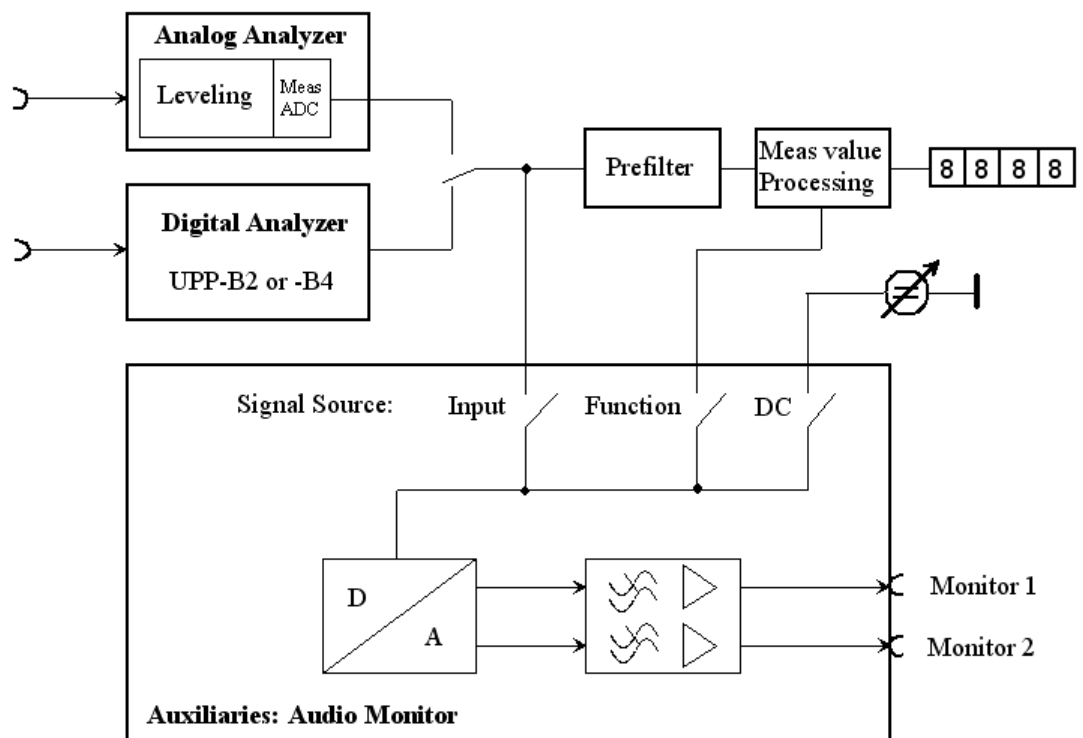 Analog Analyzer
Leveling
Meas
ADC
Digital Analyzer
UPP-B2 or -B4
Prefilter
Meas value
Processing
8 8 8 8
Signal Source: Input Function DC
D
A
Monitor 1
Monitor 2
Auxiliaries: Audio Monitor